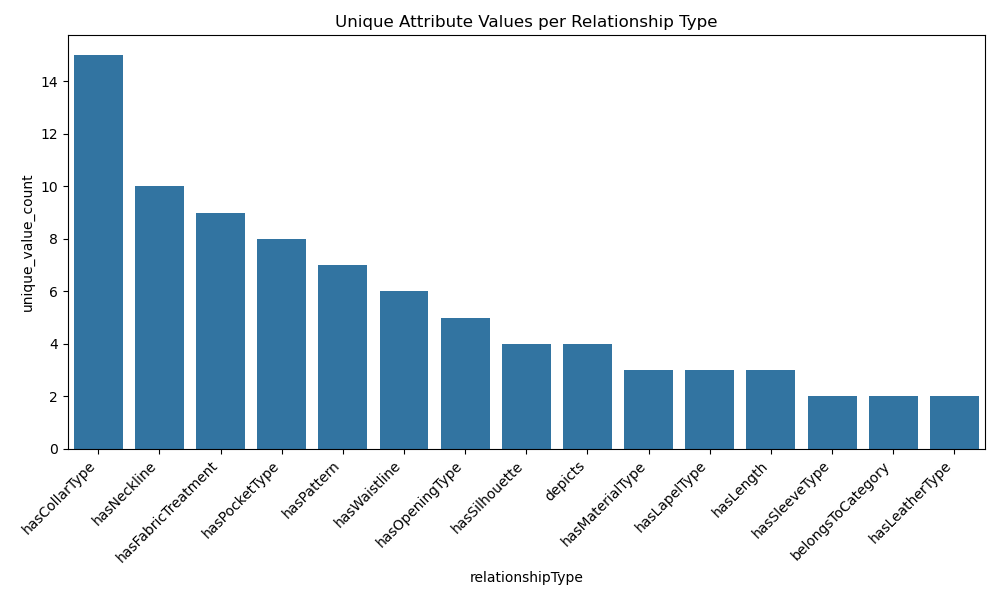 Unique Attribute Values per Relationship Type
unique_value_count
14
12
10
8
6
4
2
0
hasCollarType
hasNeckline
hasFabricTreatment
hasPocketType
hasPattern
hasWaistline
hasOpeningType
hasSilhouette
depicts
hasMaterialType
hasLapelType
hasLength
hasSleeveType
belongsToCategory
hasLeatherType
relationshipType